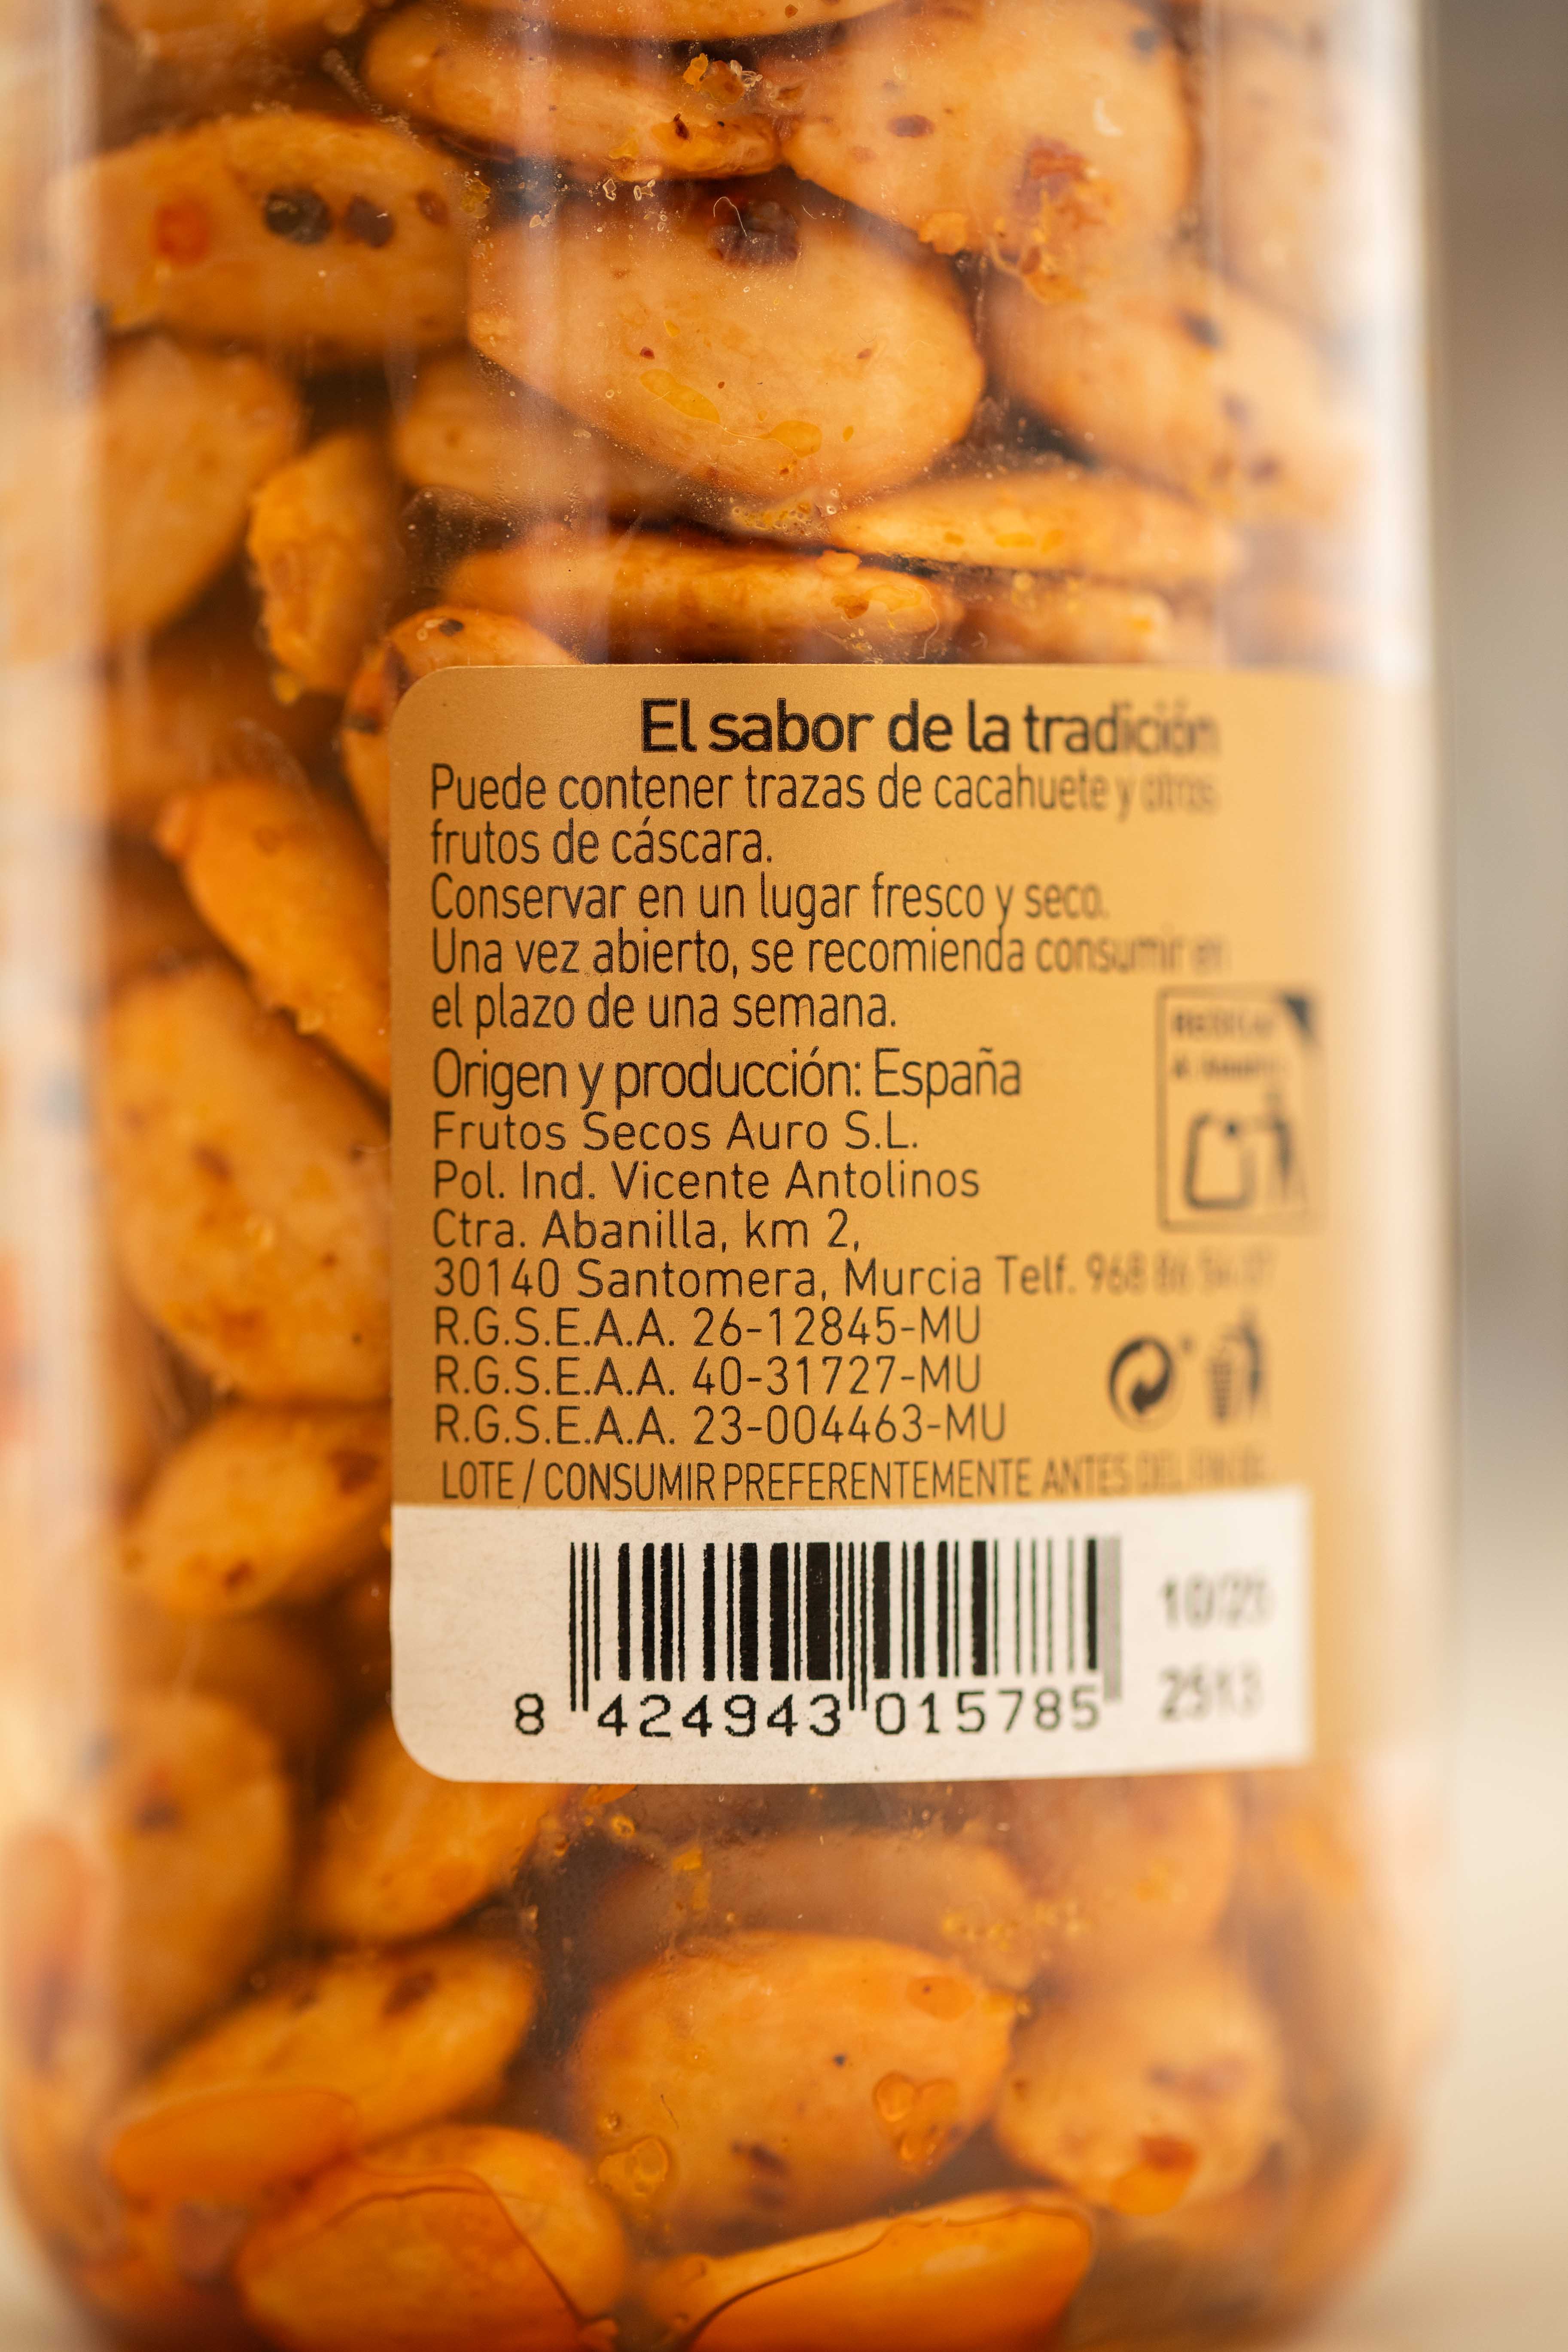 El sabor de la tradición
Puede contener trazas de cacahuete y otros
frutos de cáscara.
Conservar en un lugar fresco y seco.
Una vez abierto, se recomienda consumir en
el plazo de una semana.
Origen y producción: España
Frutos Secos Auro S.L.
Pol. Ind. Vicente Antolinos
Ctra. Abanilla, km 2,
30140 Santomera, Murcia Telf. 968 86
R.G.S.E.A.A. 26-12845-MU
R.G.S.E.A.A. 40-31727-MU
R.G.S.E.A.A. 23-004463-MU
LOTE / CONSUMIR PREFERENTEMENTE ANTES DEL FIN DE:
8 424943 015785